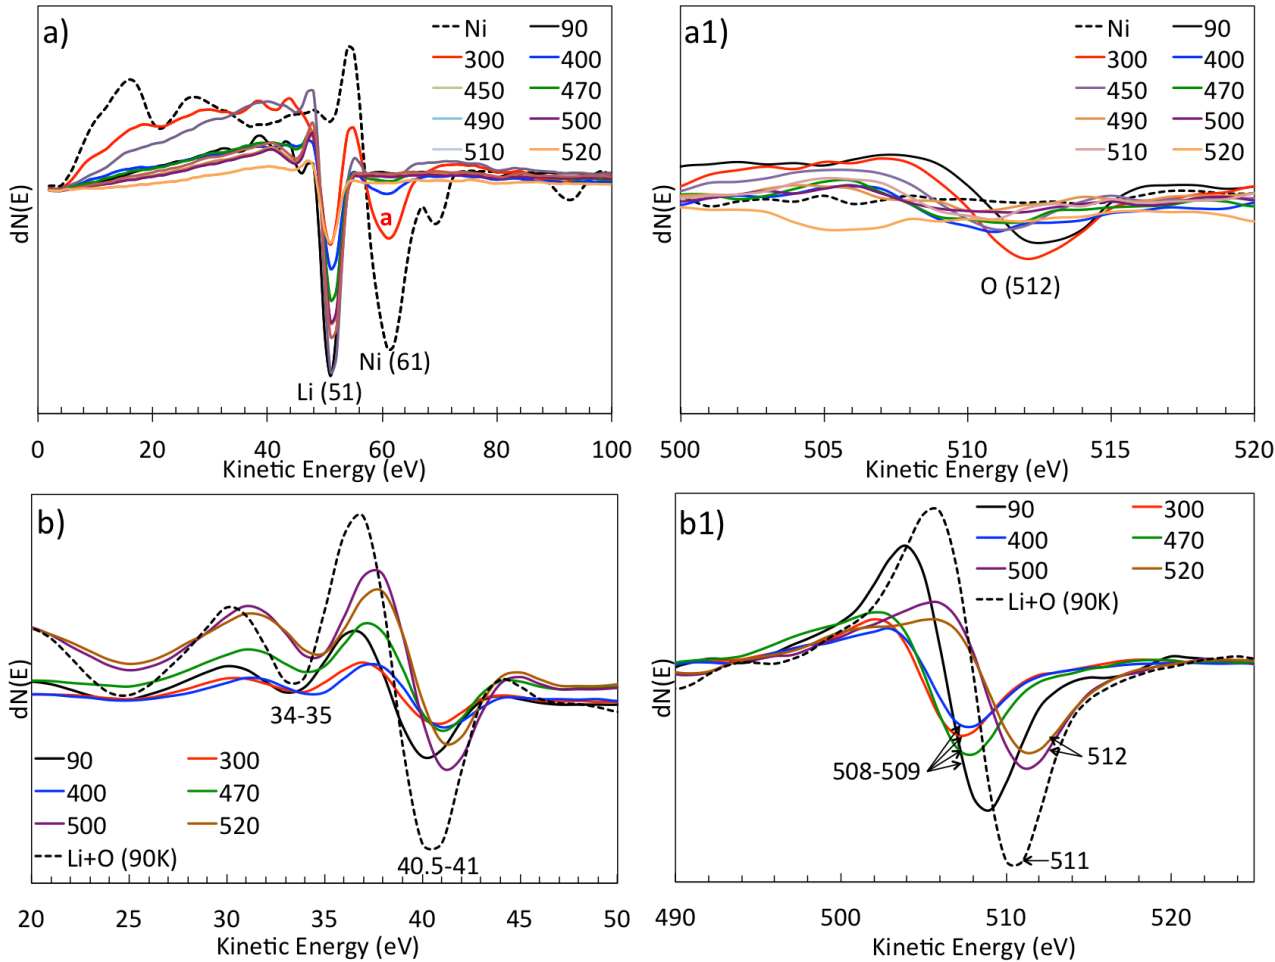 a)
Ni 90
300 400
450 470
490 500
510 520
dN(E)
a
Ni (61)
Li (51)
0 20 40 60 80 100
Kinetic Energy (eV)
a1)
Ni 90
300 400
450 470
490 500
510 520
dN(E)
O (512)
500 505 510 515 520
Kinetic Energy (eV)
b)
dN(E)
34-35
90 300
400 470
500 520
Li+O (90K)
40.5-41
20 25 30 35 40 45 50
Kinetic Energy (eV)
b1)
90 300
400 470
500 520
Li+O (90K)
dN(E)
508-509
512
511
490 500 510 520
Kinetic Energy (eV)